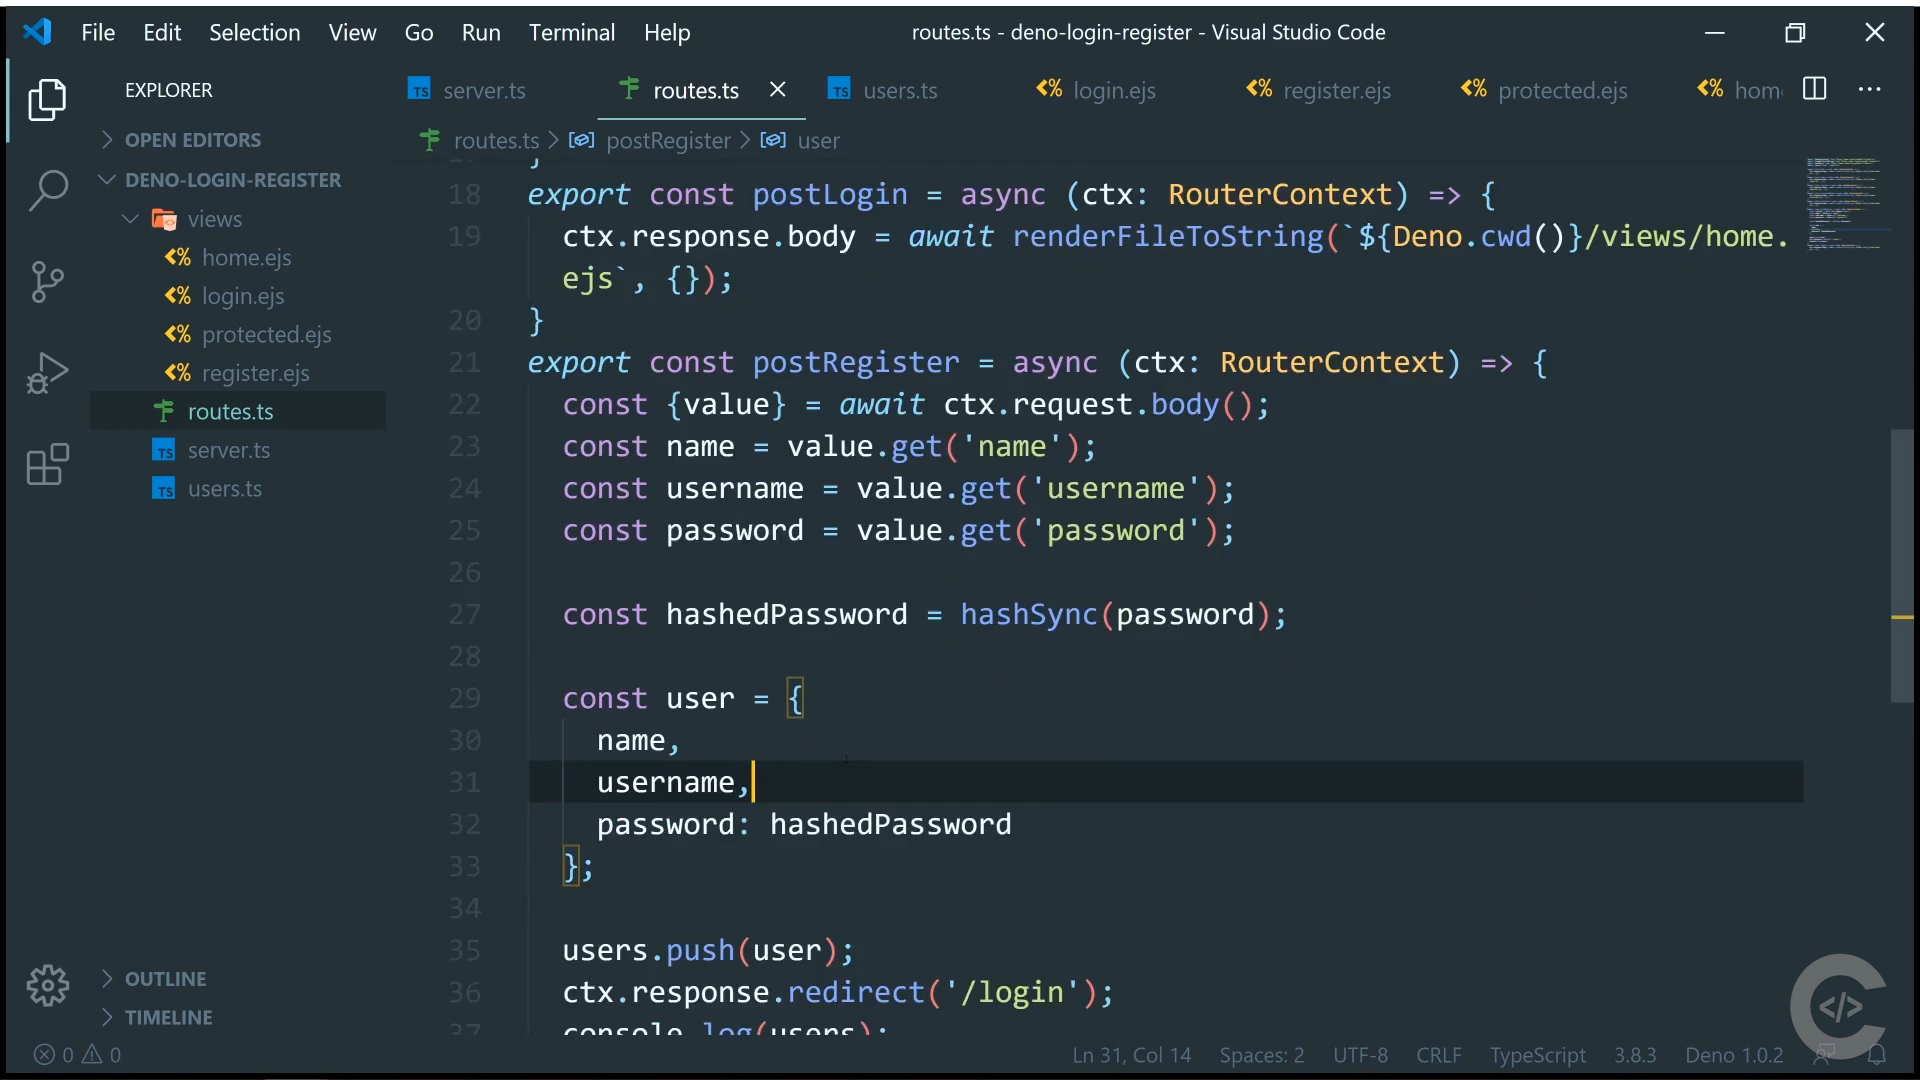 File Edit Selection View Go Run Terminal Help
routes.ts - deno-login-register - Visual Studio Code
EXPLORER
OPEN EDITORS
DENO-LOGIN-REGISTER
views
home.ejs
login.ejs
protected.ejs
register.ejs
routes.ts
server.ts
users.ts
OUTLINE
TIMELINE
TS server.ts routes.ts TS users.ts login.ejs register.ejs protected.ejs hom
routes.ts > postRegister > user
18 export const postLogin = async (ctx: RouterContext) => {
19 ctx.response.body = await renderFileToString(`${Deno.cwd()}/views/home.
ejs`, {});
20 }
21 export const postRegister = async (ctx: RouterContext) => {
22 const {value} = await ctx.request.body();
23 const name = value.get('name');
24 const username = value.get('username');
25 const password = value.get('password');
26
27 const hashedPassword = hashSync(password);
28
29 const user = {
30 name,
31 username,
32 password: hashedPassword
33 };
34
35 users.push(user);
36 ctx.response.redirect('/login');
37 console.log(users);
0 0
Ln 31, Col 14 Spaces: 2 UTF-8 CRLF TypeScript 3.8.3 Deno 1.0.2